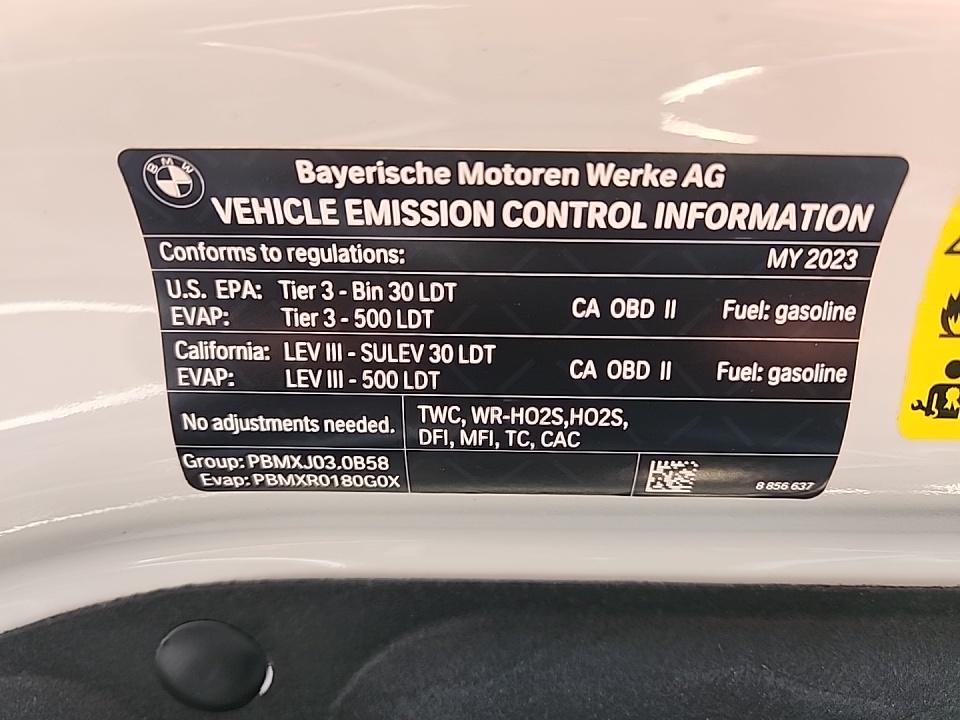 BMW
Bayerische Motoren Werke AG
VEHICLE EMISSION CONTROL INFORMATION
Conforms to regulations: MY 2023
U.S. EPA: Tier 3 - Bin 30 LDT CA OBD II Fuel: gasoline
EVAP: Tier 3 - 500 LDT
California: LEV III - SULEV 30 LDT CA OBD II Fuel: gasoline
EVAP: LEV III - 500 LDT
No adjustments needed. TWC, WR-HO2S,HO2S,
DFI, MFI, TC, CAC
Group: PBMXJ03.0B58
Evap: PBMXR0180G0X
8 856 637